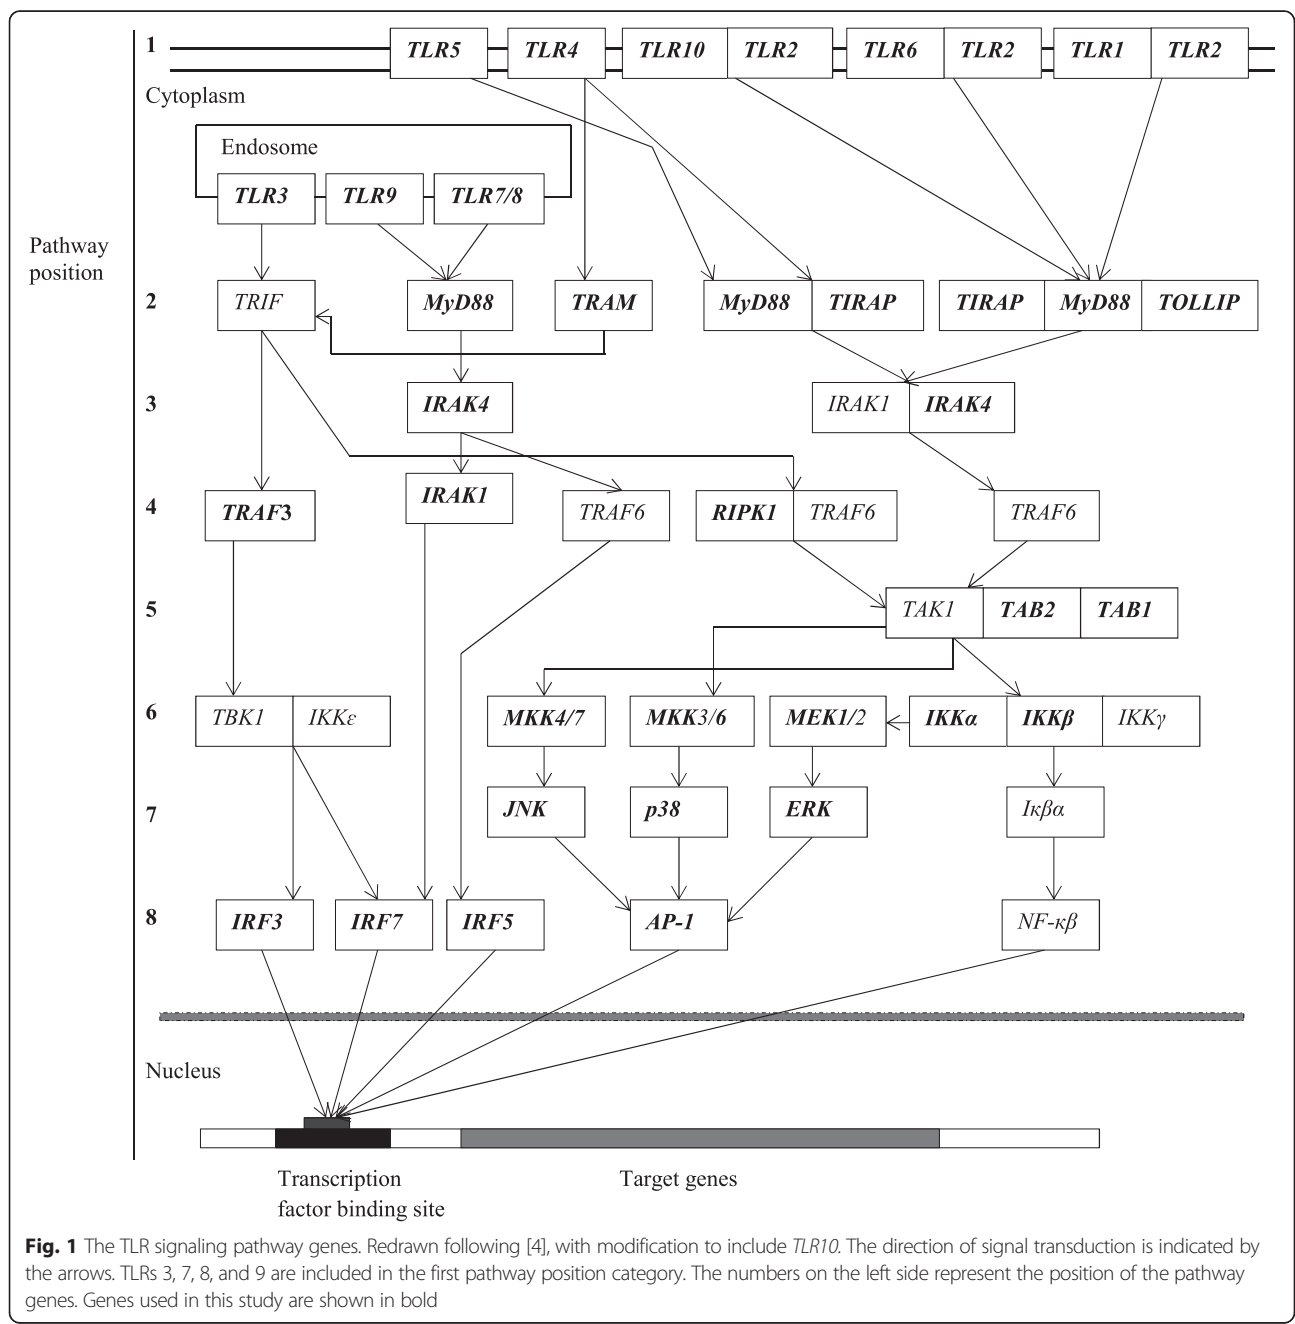 1
TLR5 TLR4 TLR10 TLR2 TLR6 TLR2 TLR1 TLR2
Cytoplasm
Endosome
TLR3 TLR9 TLR7/8
Pathway
position
2
TRIF MyD88 TRAM MyD88 TIRAP TIRAP MyD88 TOLLIP
3
IRAK4 IRAK1 IRAK4
4
TRAF3 IRAK1 TRAF6 RIPK1 TRAF6 TRAF6
5
TAK1 TAB2 TAB1
6
TBK1 IKKε MKK4/7 MKK3/6 MEK1/2 IKKα IKKβ IKKγ
7
JNK p38 ERK Iκβα
8
IRF3 IRF7 IRF5 AP-1 NF-κβ
Nucleus
Transcription
factor binding site
Target genes
Fig. 1 The TLR signaling pathway genes. Redrawn following [4], with modification to include TLR10. The direction of signal transduction is indicated by
the arrows. TLRs 3, 7, 8, and 9 are included in the first pathway position category. The numbers on the left side represent the position of the pathway
genes. Genes used in this study are shown in bold